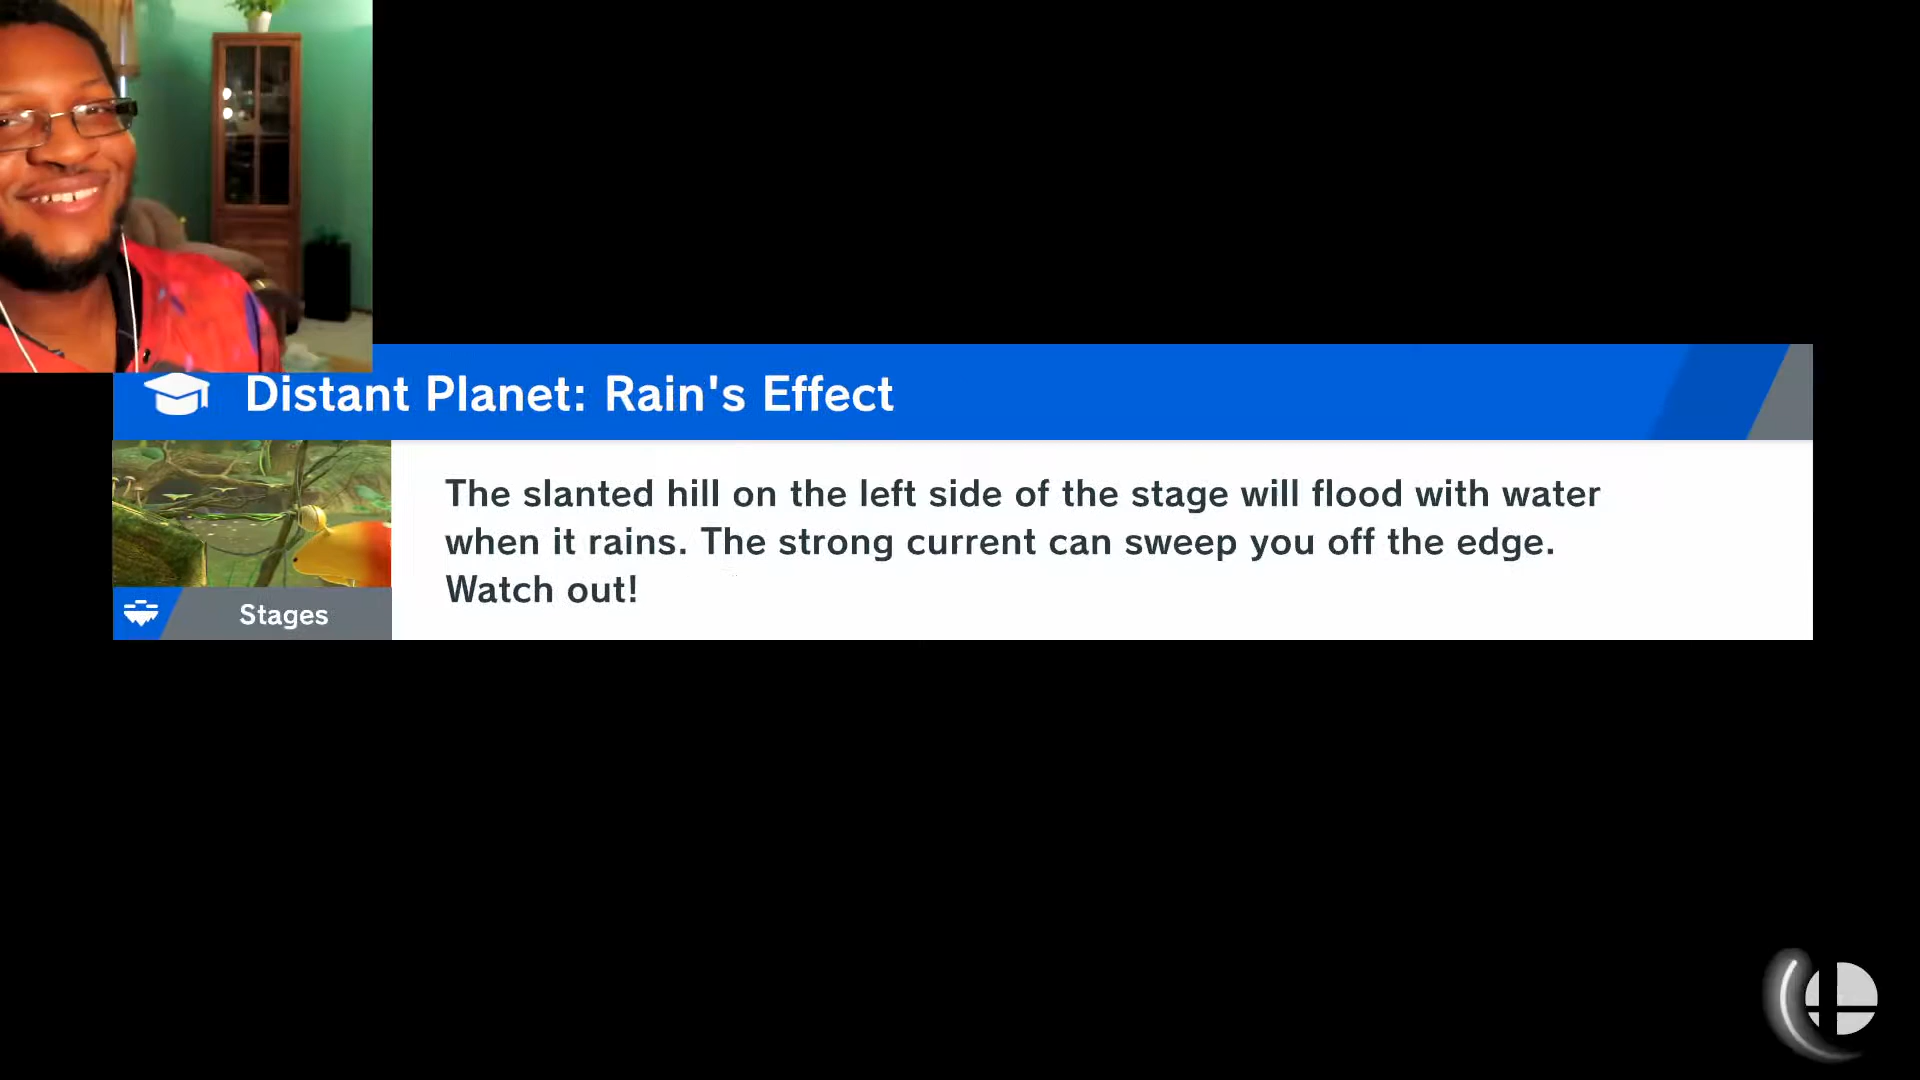 Distant Planet: Rain's Effect
The slanted hill on the left side of the stage will flood with water
when it rains. The strong current can sweep you off the edge.
Watch out!
Stages